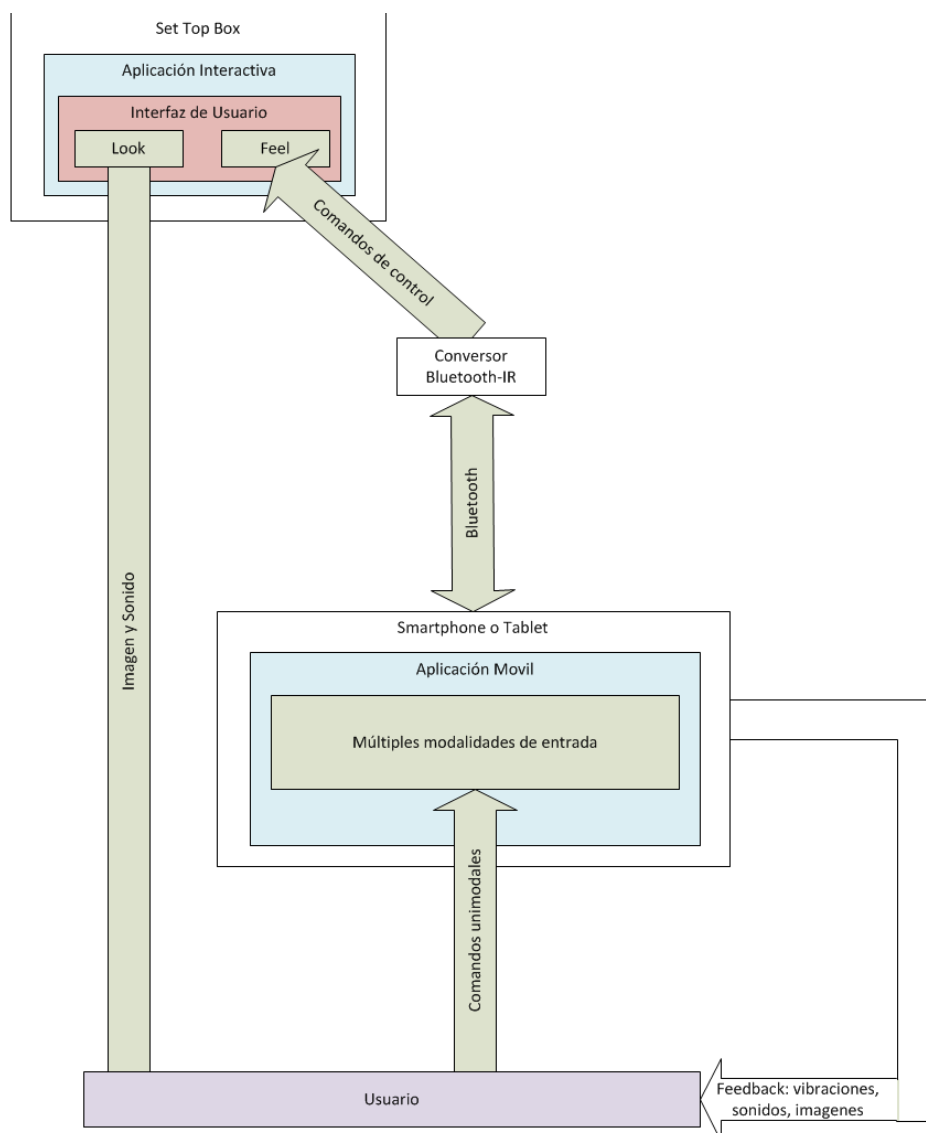 Set Top Box
Aplicación Interactiva
Interfaz de Usuario
Look
Feel
Comandos de control
Conversor
Bluetooth-IR
Bluetooth
Imagen y Sonido
Smartphone o Tablet
Aplicación Movil
Múltiples modalidades de entrada
Comandos unimodales
Usuario
Feedback: vibraciones,
sonidos, imagenes